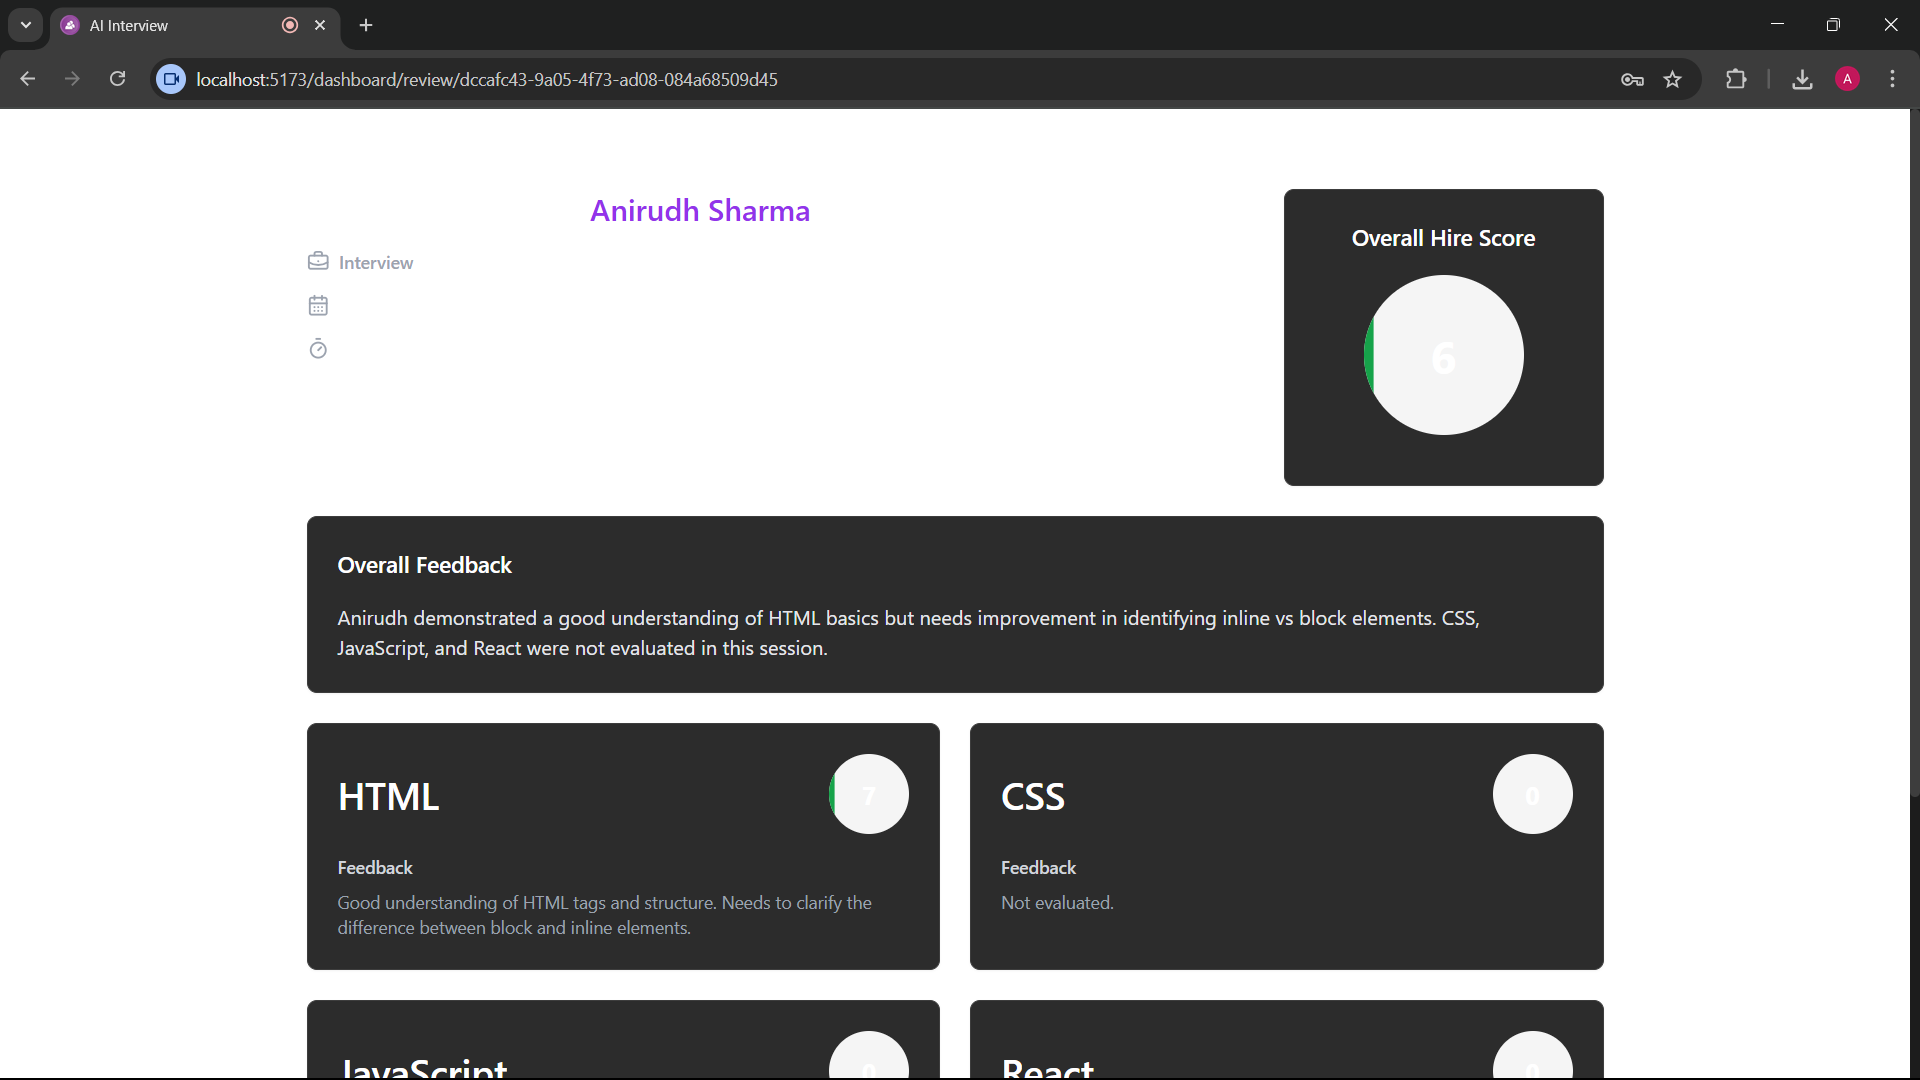 AI Interview
localhost:5173/dashboard/review/dccafc43-9a05-4f73-ad08-084a68509d45
A
Anirudh Sharma
Interview
Overall Hire Score
6
Overall Feedback
Anirudh demonstrated a good understanding of HTML basics but needs improvement in identifying inline vs block elements. CSS,
JavaScript, and React were not evaluated in this session.
HTML
7
Feedback
Good understanding of HTML tags and structure. Needs to clarify the
difference between block and inline elements.
CSS
0
Feedback
Not evaluated.
JavaScript
0
React
0